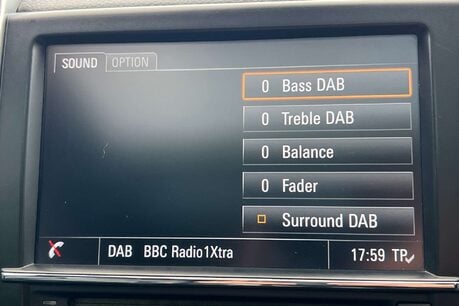 SOUND OPTION
0 Bass DAB
0 Treble DAB
0 Balance
0 Fader
Surround DAB
DAB BBC Radio1Xtra 17:59 TP